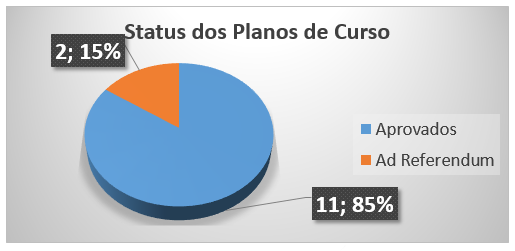 Status dos Planos de Curso
2; 15%
Aprovados
Ad Referendum
11; 85%